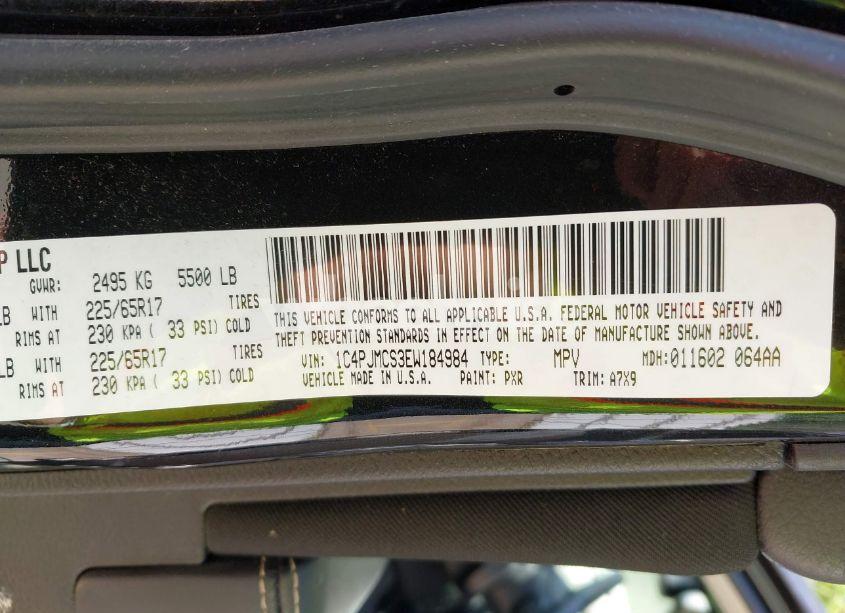 P LLC
GVWR: 2495 KG 5500 LB
LB WITH 225/65R17 TIRES
RIMS AT 230 KPA ( 33 PSI) COLD
LB WITH 225/65R17 TIRES
RIMS AT 230 KPA ( 33 PSI) COLD
THIS VEHICLE CONFORMS TO ALL APPLICABLE U.S.A. FEDERAL MOTOR VEHICLE SAFETY AND
THEFT PREVENTION STANDARDS IN EFFECT ON THE DATE OF MANUFACTURE SHOWN ABOVE.
VIN: 1C4PJMCS3EW184984 TYPE: MPV MDH: 011602 064AA
VEHICLE MADE IN U.S.A. PAINT: PXR TRIM: A7X9